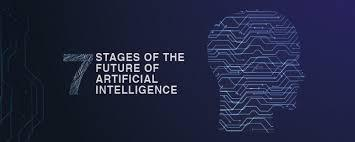 7 STAGES OF THE
FUTURE OF
ARTIFICIAL
INTELLIGENCE